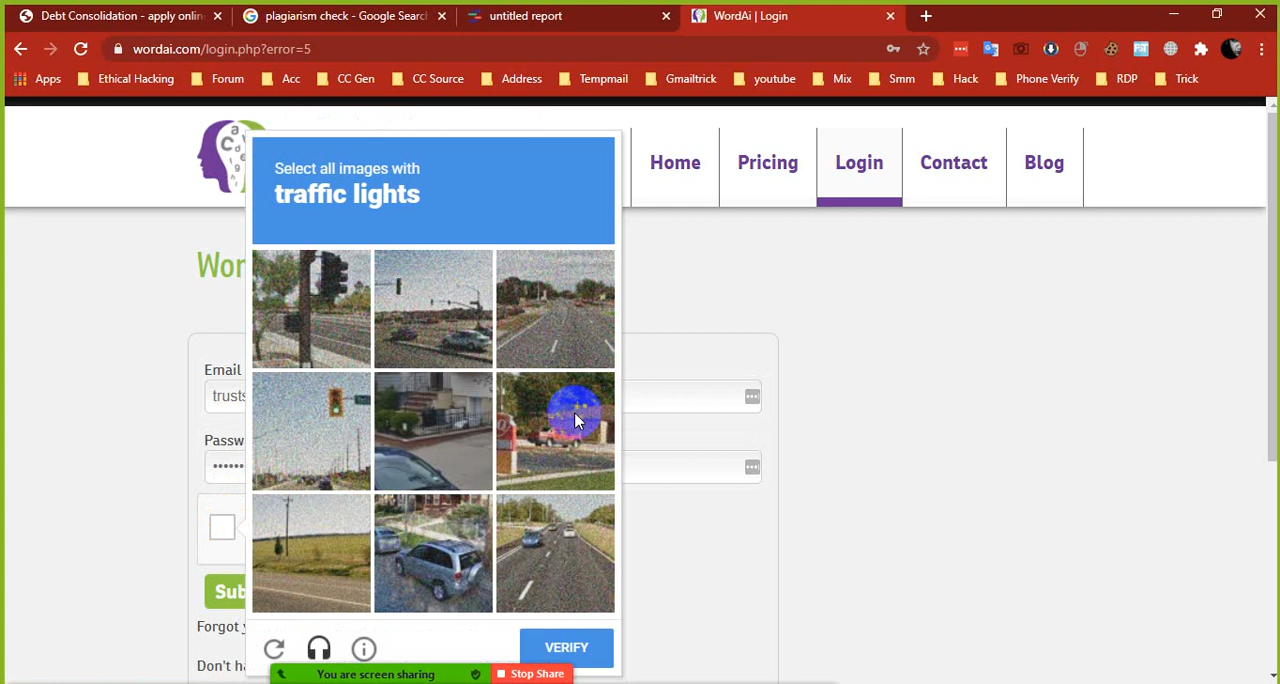 Debt Consolidation - apply onlin
plagiarism check - Google Searc
untitled report
WordAi | Login
wordai.com/login.php?error=5
Apps
Ethical Hacking
Forum
Acc
CC Gen
CC Source
Address
Tempmail
Gmailtrick
youtube
Mix
Smm
Hack
Phone Verify
RDP
Trick
Home
Pricing
Login
Contact
Blog
Select all images with
traffic lights
Wor
Email
trusts
Passw
Sub
Forgot y
Don't ha
VERIFY
You are screen sharing
Stop Share